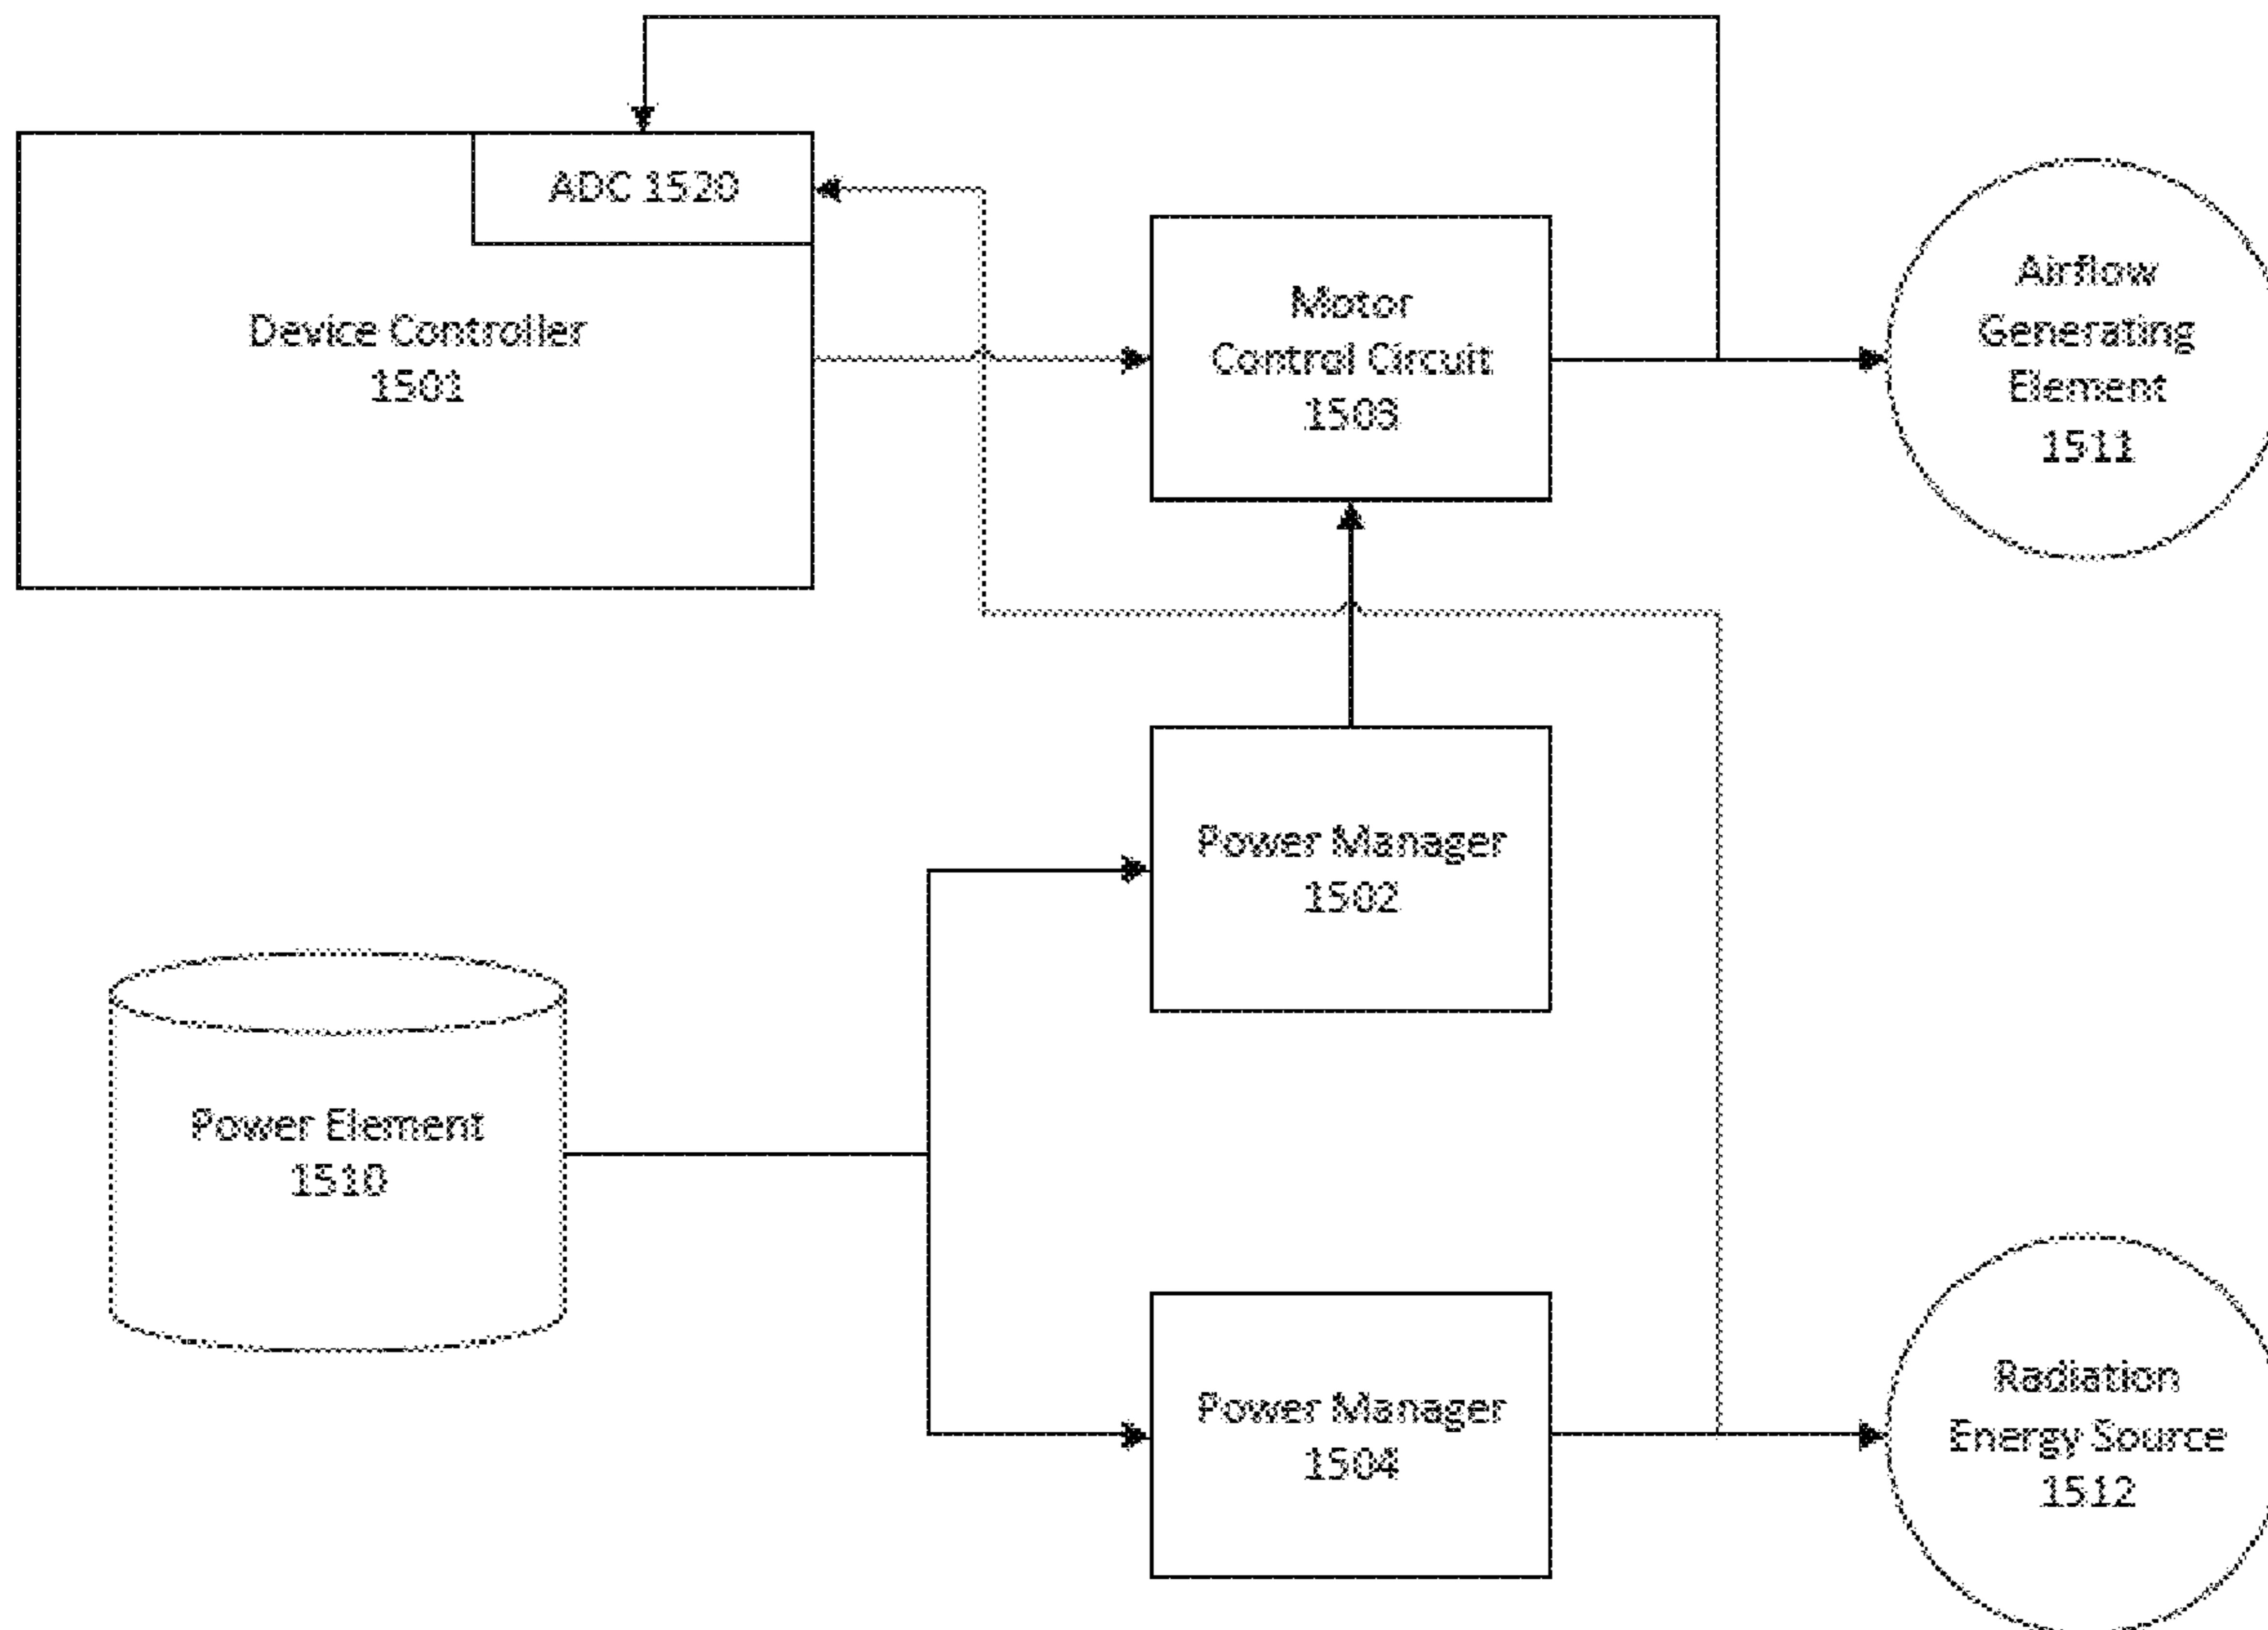 ADC 1520
Device Controller
1501
Motor
Control Circuit
1503
Airflow
Generating
Element
1511
Power Manager
1502
Power Element
1510
Power Manager
1504
Radiation
Energy Source
1512